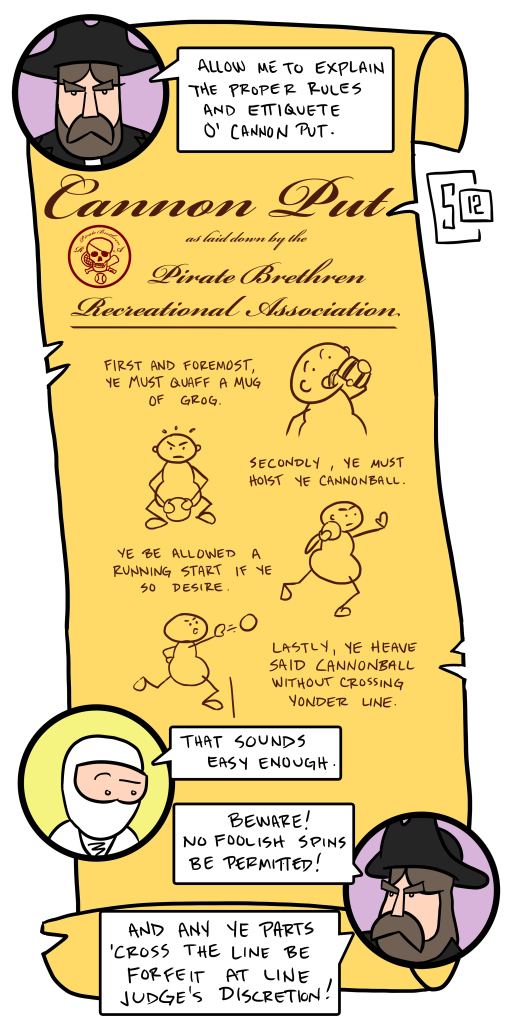 ALLOW ME TO EXPLAIN
THE PROPER RULES
AND ETTIQUETE
O' CANNON PUT.
Cannon Put
S
12
as laid down by the
Pirate Brethren
Pirate Brethren
R
A
Recreational Association.
FIRST AND FOREMOST,
YE MUST QUAFF A MUG
OF GROG.
SECONDLY, YE MUST
HOIST YE CANNONBALL.
YE BE ALLOWED A
RUNNING START IF YE
SO DESIRE.
LASTLY, YE HEAVE
SAID CANNONBALL
WITHOUT CROSSING
YONDER LINE.
THAT SOUNDS
EASY ENOUGH.
BEWARE!
NO FOOLISH SPINS
BE PERMITTED!
AND ANY YE PARTS
'CROSS THE LINE BE
FORFEIT AT LINE
JUDGE'S DISCRETION!